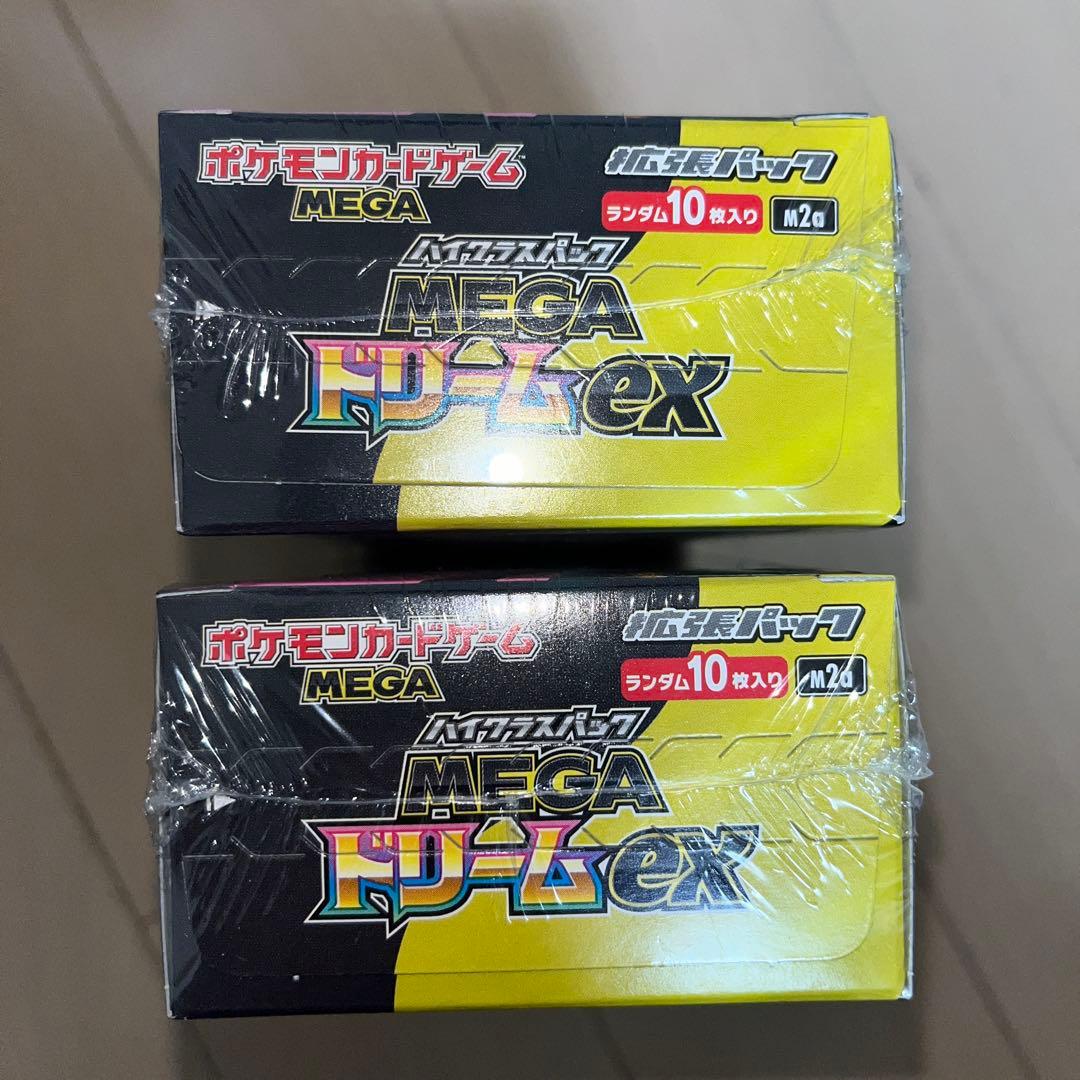 ポケモンカードゲーム
MEGA
拡張パック
ランダム10枚入り M2a
ハイクラスパック
MEGA
ドリームex
ポケモンカードゲーム
MEGA
拡張パック
ランダム10枚入り M2a
ハイクラスパック
MEGA
ドリームex